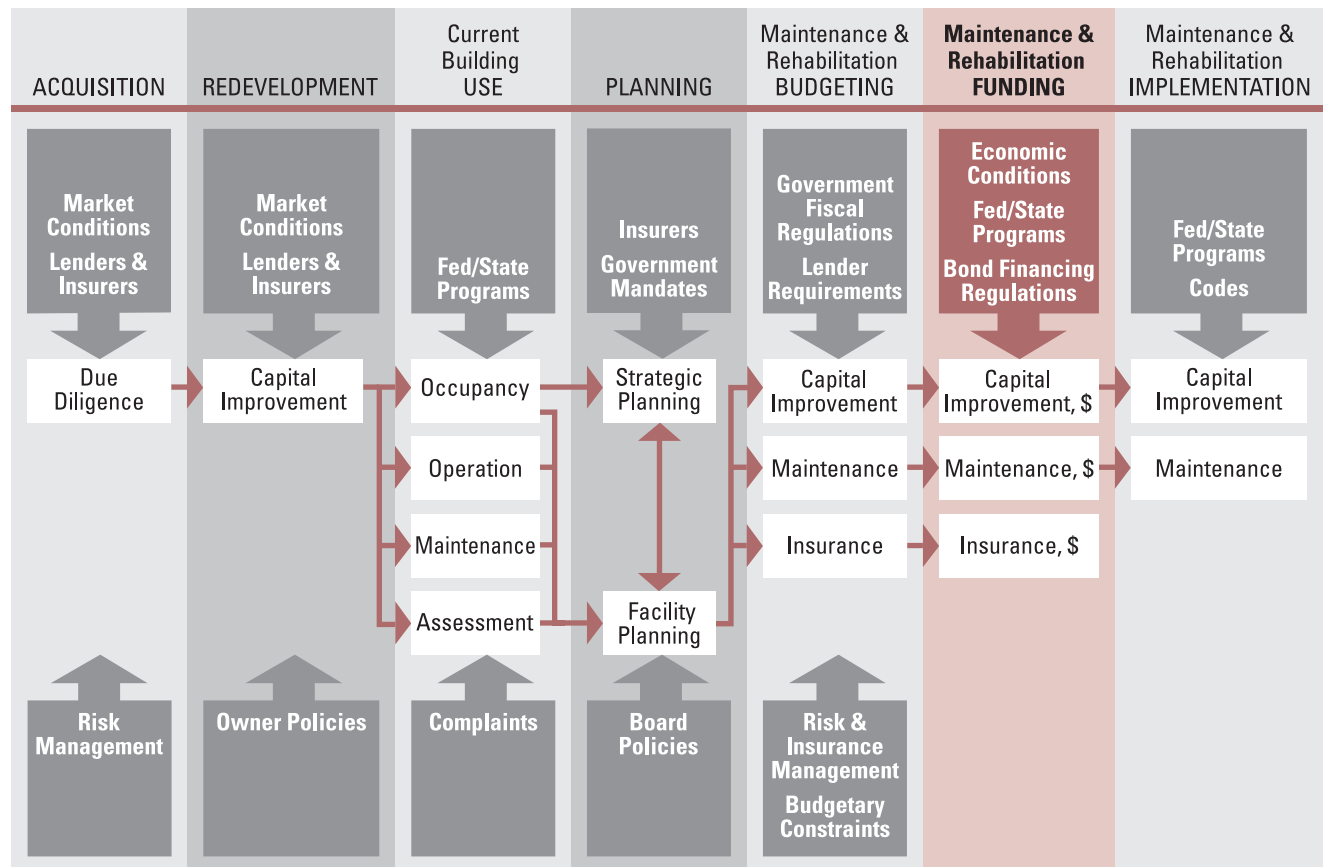 ACQUISITION
REDEVELOPMENT
Current
Building
USE
PLANNING
Maintenance &
Rehabilitation
BUDGETING
Maintenance &
Rehabilitation
FUNDING
Maintenance &
Rehabilitation
IMPLEMENTATION
Market
Conditions
Lenders &
Insurers
Market
Conditions
Lenders &
Insurers
Fed/State
Programs
Insurers
Government
Mandates
Government
Fiscal
Regulations
Lender
Requirements
Economic
Conditions
Fed/State
Programs
Bond Financing
Regulations
Fed/State
Programs
Codes
Due
Diligence
Capital
Improvement
Occupancy
Operation
Maintenance
Assessment
Strategic
Planning
Facility
Planning
Capital
Improvement
Maintenance
Insurance
Capital
Improvement, $
Maintenance, $
Insurance, $
Capital
Improvement
Maintenance
Risk
Management
Owner Policies
Complaints
Board
Policies
Risk &
Insurance
Management
Budgetary
Constraints